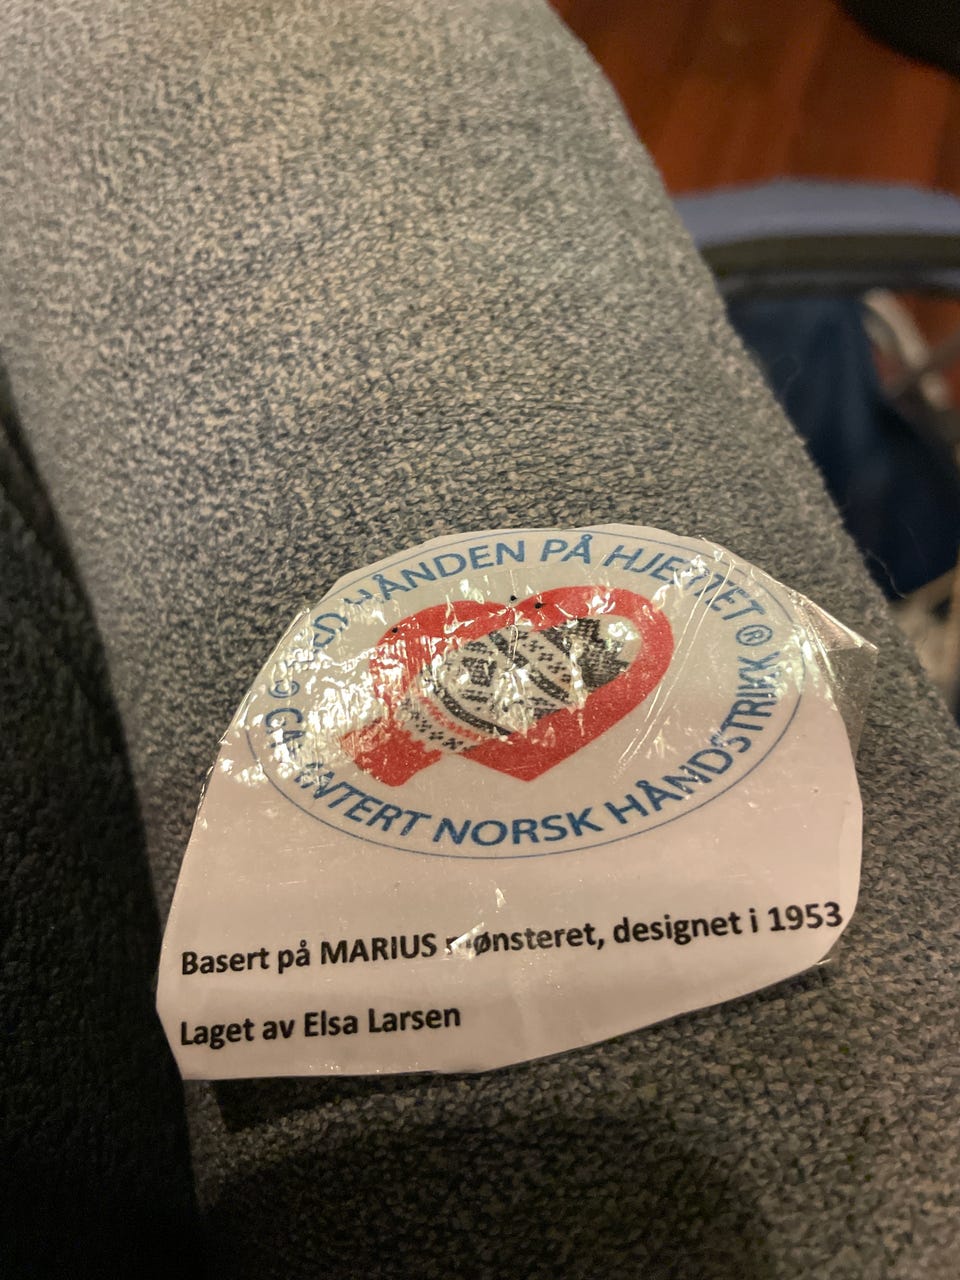 HÅNDEN PÅ HJERTET ®
©
NORSK HÅNDSTRIKK
Basert på MARIUS mønsteret, designet i 1953
Laget av Elsa Larsen